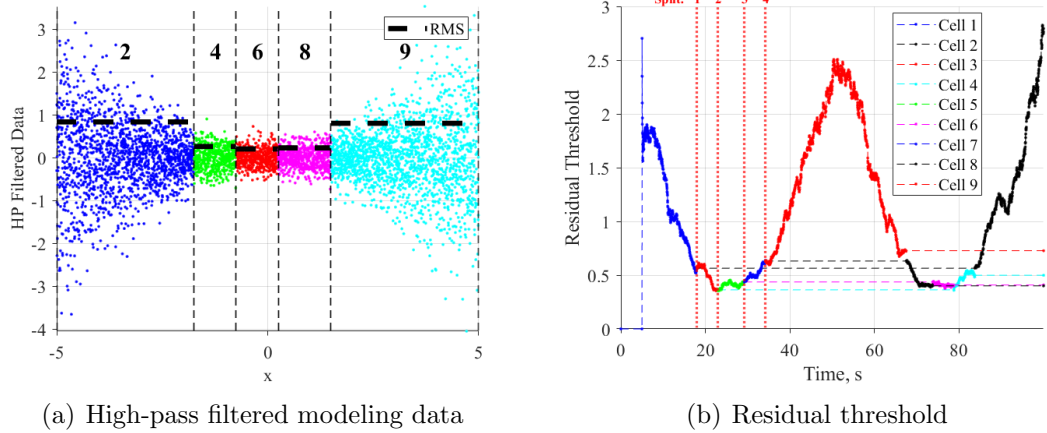 3
2
1
0
-1
-2
-3
-4
-5
0
5
x
HP Filtered Data
2
4
6
8
9
RMS
(a) High-pass filtered modeling data
1
2
4
3
2.5
2
1.5
1
0.5
0
0
20
40
60
80
Time, s
Residual Threshold
Cell 1
Cell 2
Cell 3
Cell 4
Cell 5
Cell 6
Cell 7
Cell 8
Cell 9
(b) Residual threshold